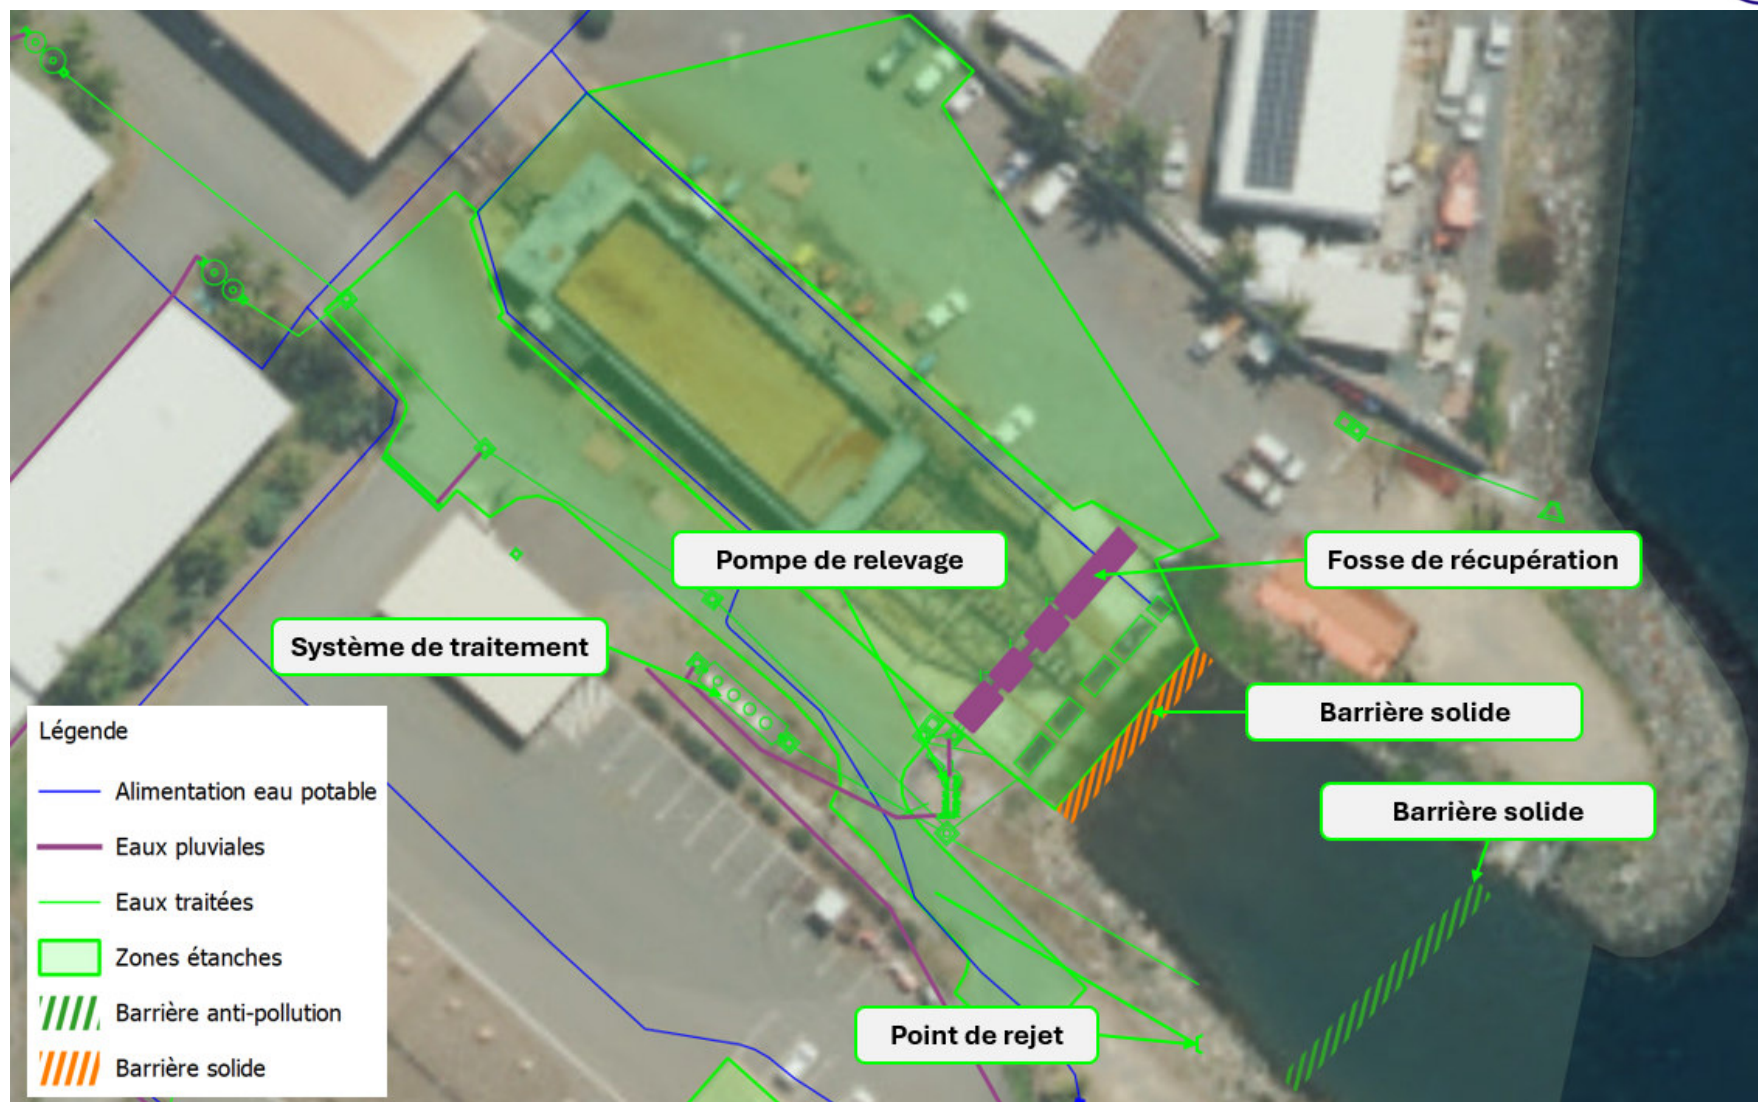 Pompe de relevage
Fosse de récupération
Système de traitement
Barrière solide
Barrière solide
Point de rejet
Légende
Alimentation eau potable
Eaux pluviales
Eaux traitées
Zones étanches
Barrière anti-pollution
Barrière solide